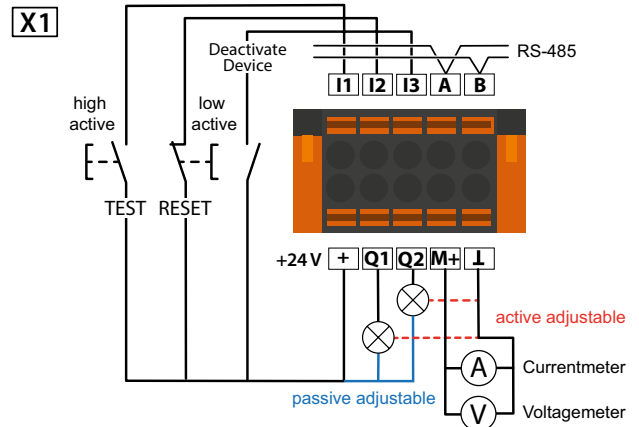 X1
Deactivate
Device
RS-485
I1 I2 I3 A B
high
active
low
active
TEST RESET
+24 V + Q1 Q2 M+ ⊥
active adjustable
passive adjustable
A Currentmeter
V Voltagemeter